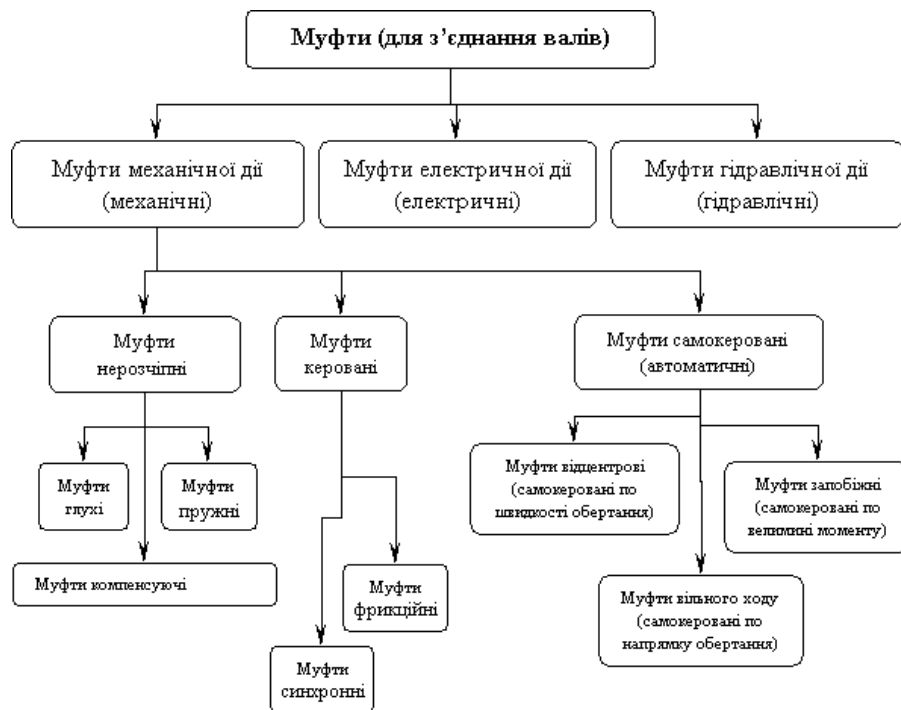 Муфти (для з’єднання валів)
Муфти механічної дії
(механічні)
Муфти електричної дії
(електричні)
Муфти гідравлічної дії
(гідравлічні)
Муфти
нерозчіпні
Муфти
керовані
Муфти самокеровані
(автоматичні)
Муфти
глухі
Муфти
пружні
Муфти відцентрові
(самокеровані по
швидкості обертання)
Муфти запобіжні
(самокеровані по
велимині моменту)
Муфти компенсуючі
Муфти
фрикційні
Муфти вільного ходу
(самокеровані по
напрямку обертання)
Муфти
синхронні